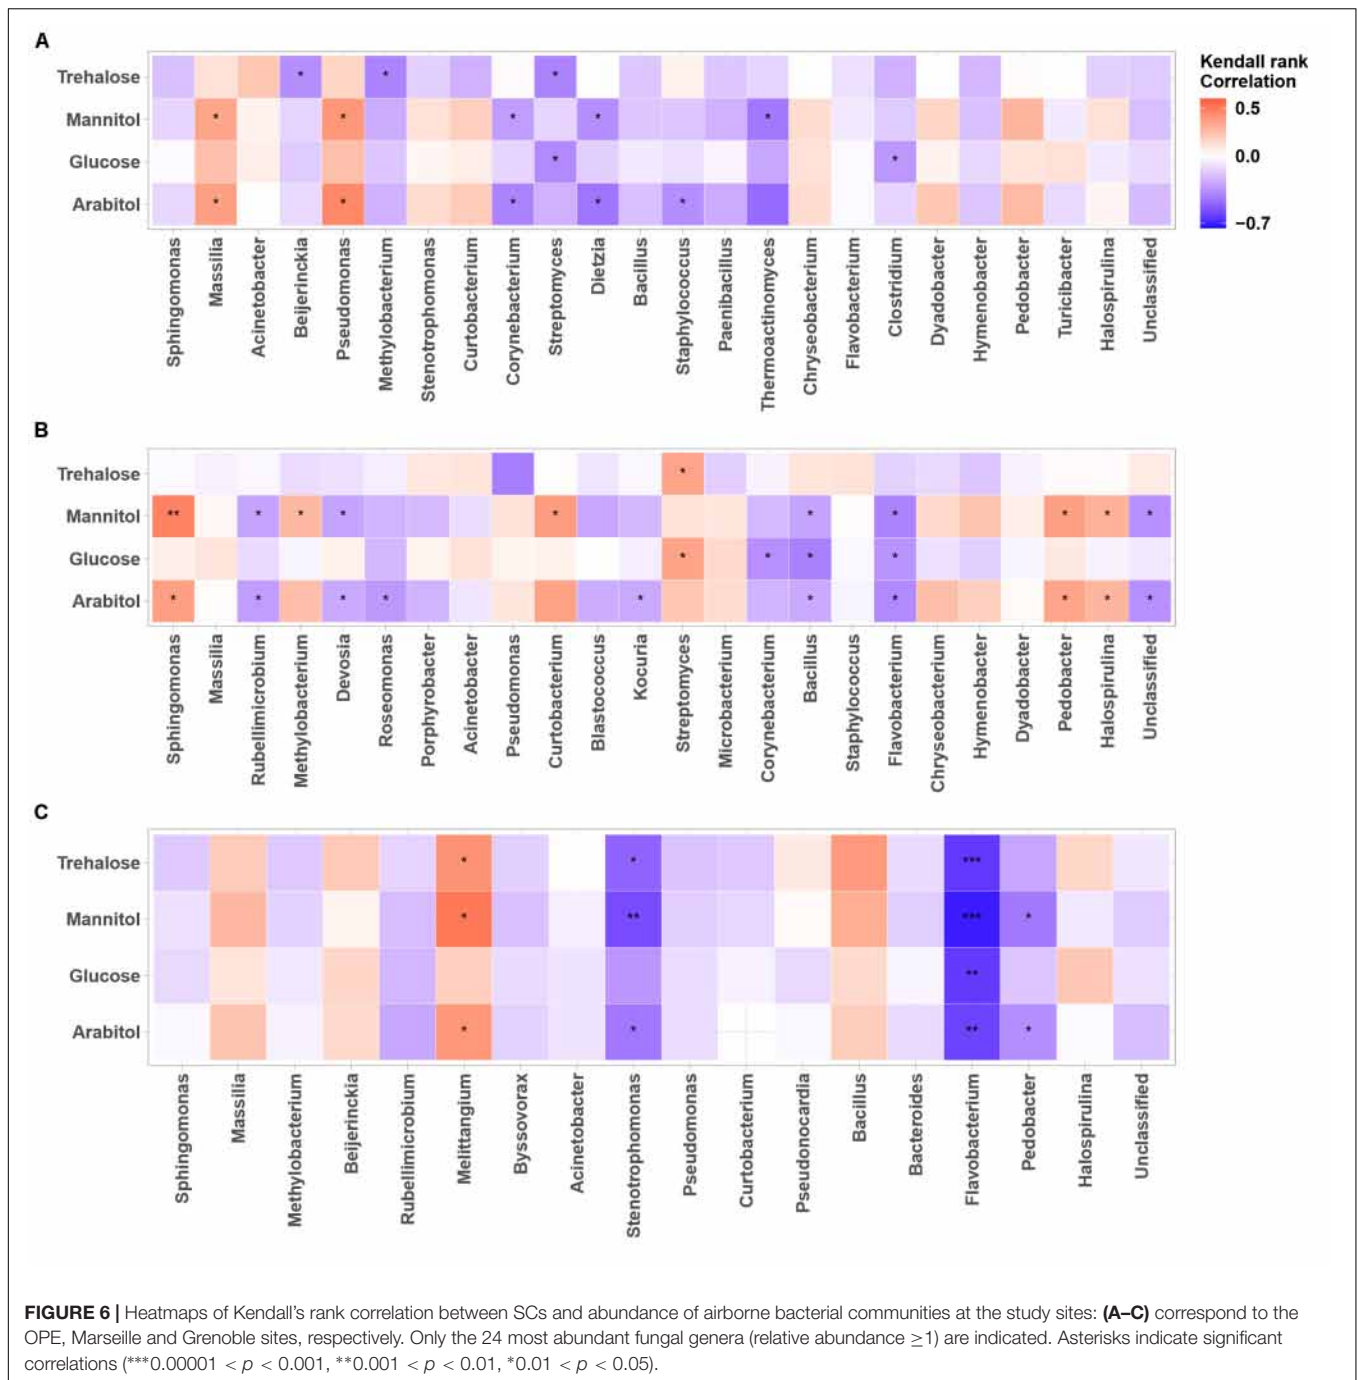 A
Kendall rank
Correlation
0.5
0.0
−0.7
Trehalose * * *
Mannitol * * * * *
Glucose * *
Arabitol * * * * *
Sphingomonas
Massilia
Acinetobacter
Beijerinckia
Pseudomonas
Methylobacterium
Stenotrophomonas
Curtobacterium
Corynebacterium
Streptomyces
Dietzia
Bacillus
Staphylococcus
Paenibacillus
Thermoactinomyces
Chryseobacterium
Flavobacterium
Clostridium
Dyadobacter
Hymenobacter
Pedobacter
Turicibacter
Halospirulina
Unclassified
B
Trehalose *
Mannitol ** * * * * * * * * *
Glucose * * * *
Arabitol * * * * * * * * * *
Sphingomonas
Massilia
Rubellimicrobium
Methylobacterium
Devosia
Roseomonas
Porphyrobacter
Acinetobacter
Pseudomonas
Curtobacterium
Blastococcus
Kocuria
Streptomyces
Microbacterium
Corynebacterium
Bacillus
Staphylococcus
Flavobacterium
Chryseobacterium
Hymenobacter
Dyadobacter
Pedobacter
Halospirulina
Unclassified
C
Trehalose * * ***
Mannitol * ** *** *
Glucose **
Arabitol * * ** *
Sphingomonas
Massilia
Methylobacterium
Beijerinckia
Rubellimicrobium
Melittangium
Byssovorax
Acinetobacter
Stenotrophomonas
Pseudomonas
Curtobacterium
Pseudonocardia
Bacillus
Bacteroides
Flavobacterium
Pedobacter
Halospirulina
Unclassified
FIGURE 6 | Heatmaps of Kendall's rank correlation between SCs and abundance of airborne bacterial communities at the study sites: (A–C) correspond to the
OPE, Marseille and Grenoble sites, respectively. Only the 24 most abundant fungal genera (relative abundance ≥1) are indicated. Asterisks indicate significant
correlations (***0.00001 < p < 0.001, **0.001 < p < 0.01, *0.01 < p < 0.05).